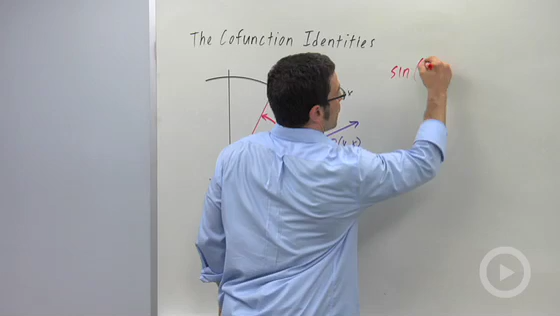 The Cofunction Identities
sin (